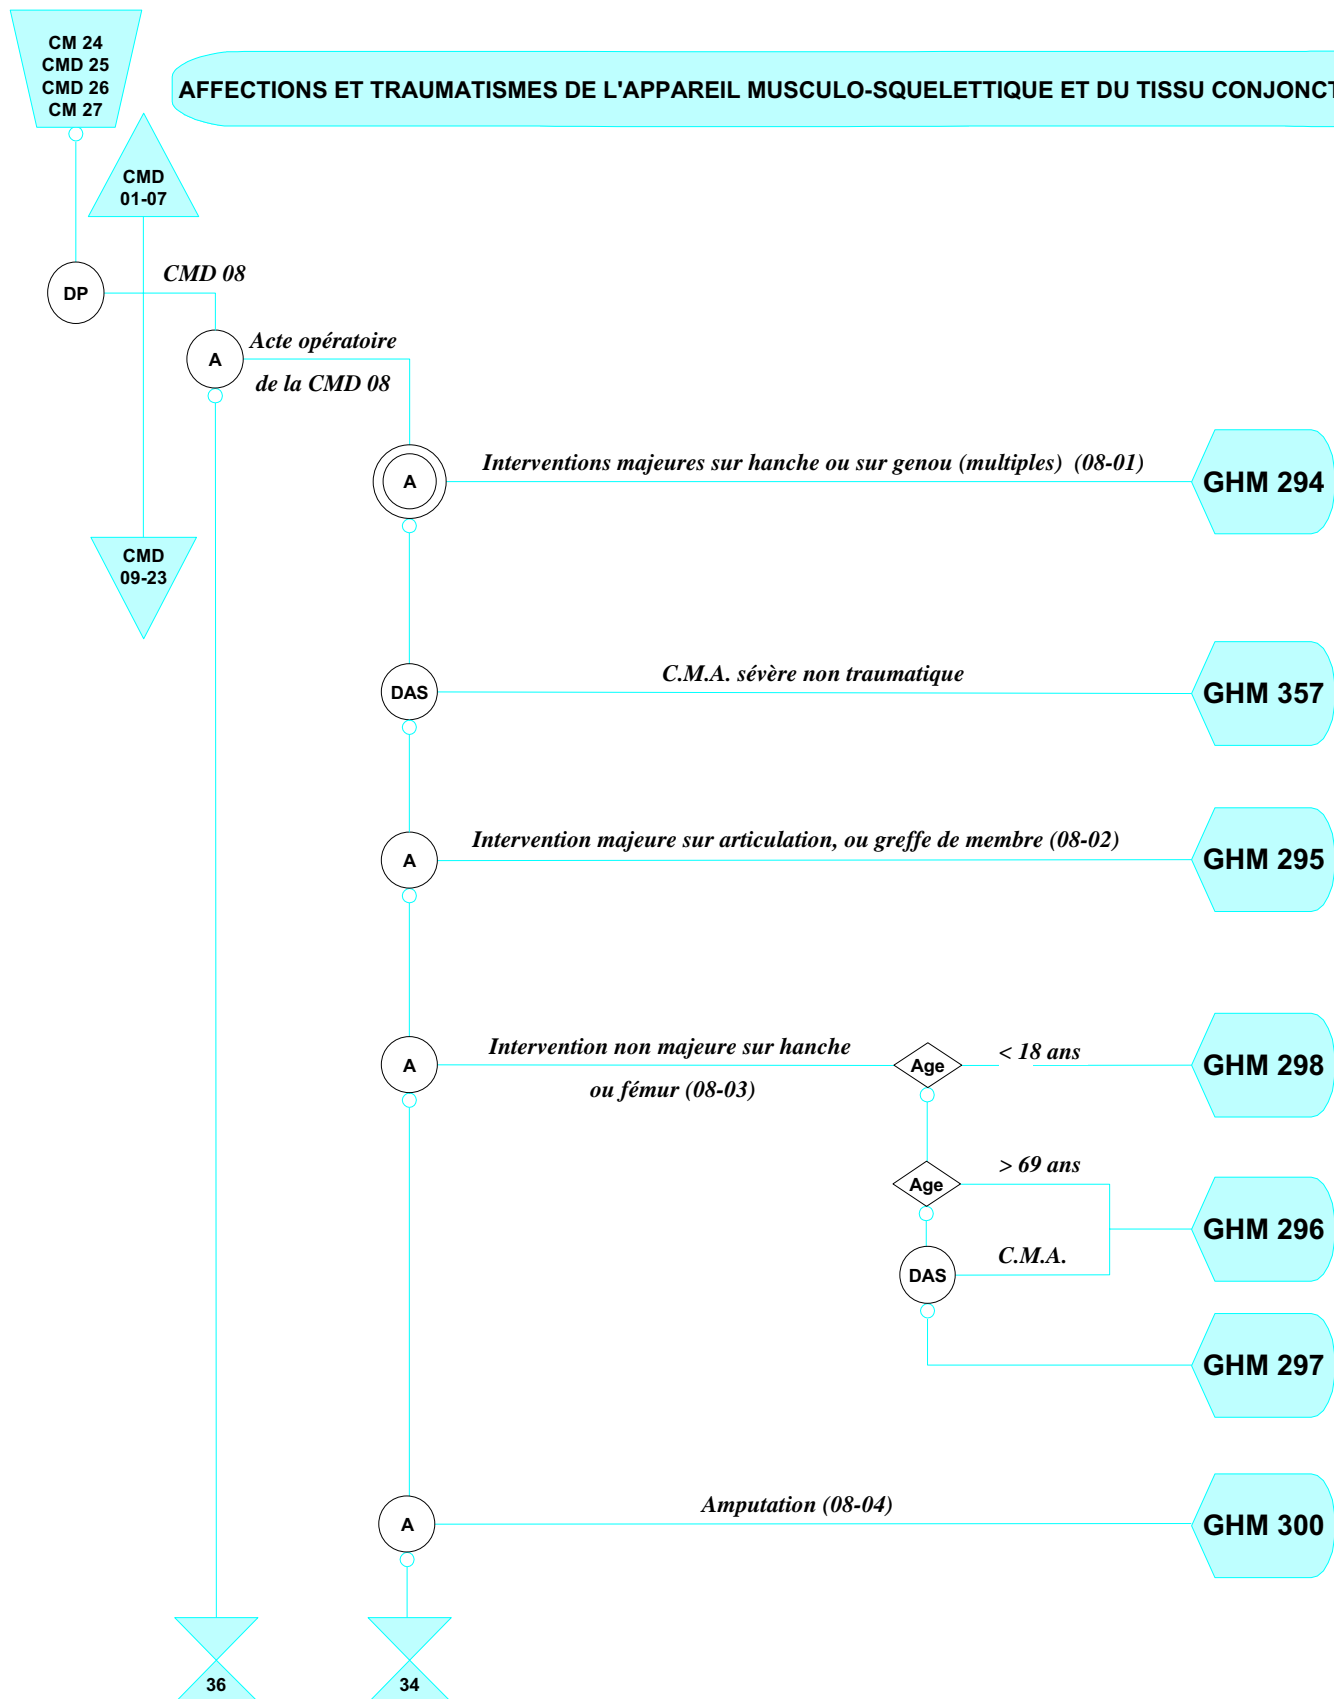 CM 24
CMD 25
CMD 26
CM 27
AFFECTIONS ET TRAUMATISMES DE L'APPAREIL MUSCULO-SQUELETTIQUE ET DU TISSU CONJONCT
CMD
01-07
DP
CMD 08
A
Acte opératoire
de la CMD 08
A
Interventions majeures sur hanche ou sur genou (multiples) (08-01)
GHM 294
CMD
09-23
DAS
C.M.A. sévère non traumatique
GHM 357
A
Intervention majeure sur articulation, ou greffe de membre (08-02)
GHM 295
A
Intervention non majeure sur hanche
ou fémur (08-03)
Age
< 18 ans
GHM 298
Age
> 69 ans
GHM 296
DAS
C.M.A.
GHM 297
A
Amputation (08-04)
GHM 300
36
34